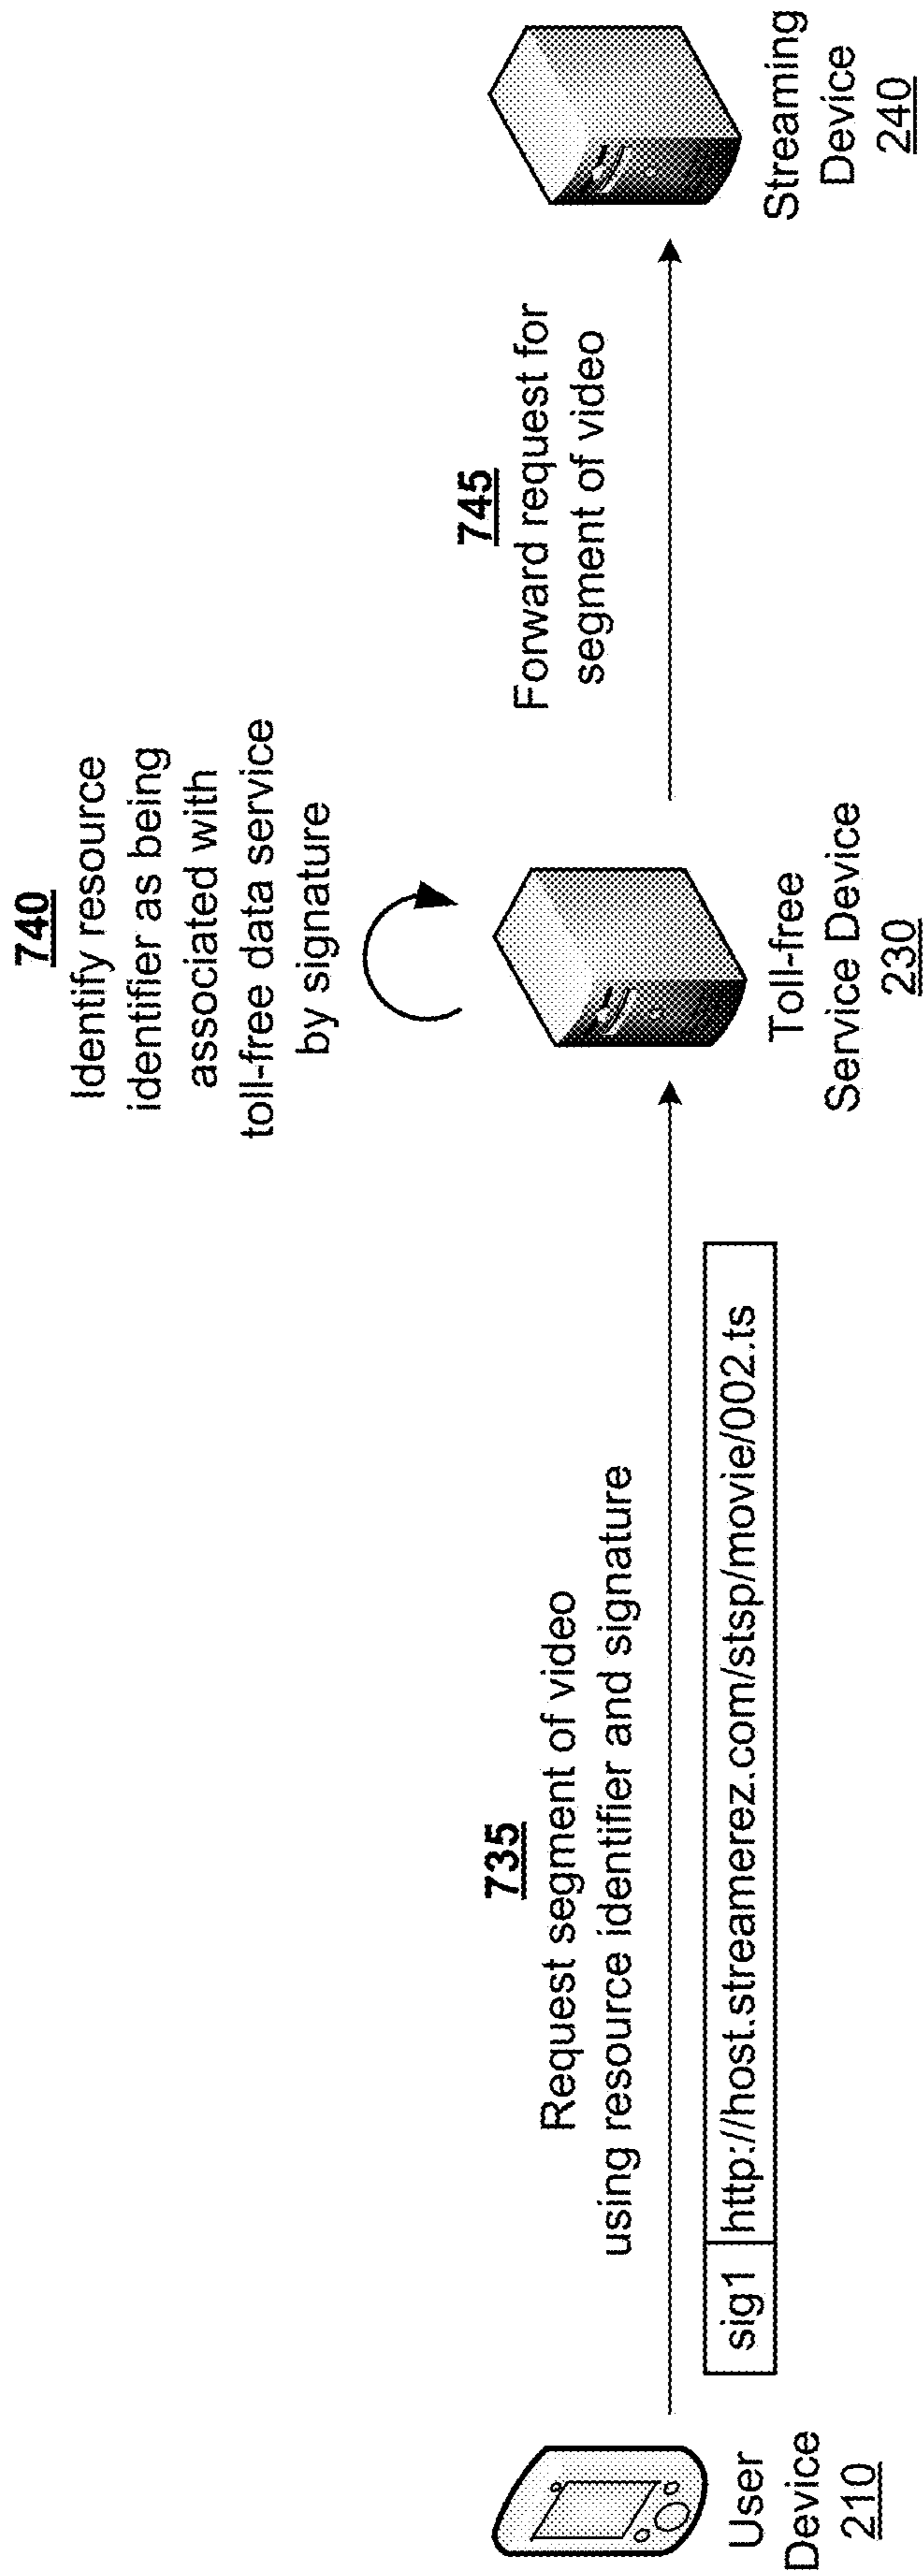 740
Identify resource
identifier as being
associated with
toll-free data service
by signature
735
Request segment of video
using resource identifier and signature
745
Forward request for
segment of video
sig1 http://host.streamerez.com/stsp/movie/002.ts
User
Device
210
Toll-free
Service Device
230
Streaming
Device
240